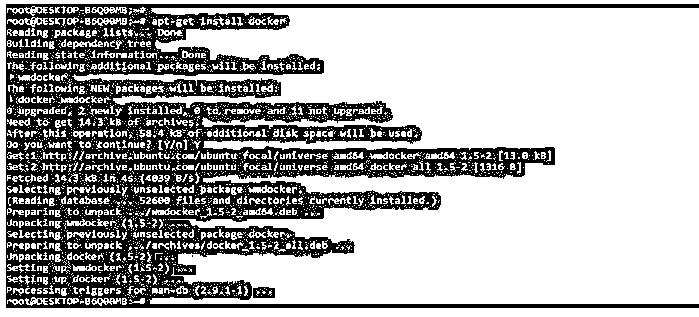 root@DESKTOP-B6Q00MB:~#
root@DESKTOP-B6Q00MB:~# apt-get install docker
Reading package lists... Done
Building dependency tree
Reading state information... Done
The following additional packages will be installed:
wmdocker
The following NEW packages will be installed:
docker wmdocker
0 upgraded, 2 newly installed, 0 to remove and 31 not upgraded.
Need to get 14.3 kB of archives.
After this operation, 58.4 kB of additional disk space will be used.
Do you want to continue? [Y/n] Y
Get:1 http://archive.ubuntu.com/ubuntu focal/universe amd64 wmdocker amd64 1.5-2 [13.0 kB]
Get:2 http://archive.ubuntu.com/ubuntu focal/universe amd64 docker all 1.5-2 [1316 B]
Fetched 14.3 kB in 4s (4039 B/s)
Selecting previously unselected package wmdocker.
(Reading database ... 52600 files and directories currently installed.)
Preparing to unpack .../wmdocker_1.5-2_amd64.deb ...
Unpacking wmdocker (1.5-2) ...
Selecting previously unselected package docker.
Preparing to unpack .../archives/docker_1.5-2_all.deb ...
Unpacking docker (1.5-2) ...
Setting up wmdocker (1.5-2) ...
Setting up docker (1.5-2) ...
Processing triggers for man-db (2.9.1-1) ...
root@DESKTOP-B6Q00MB:~#